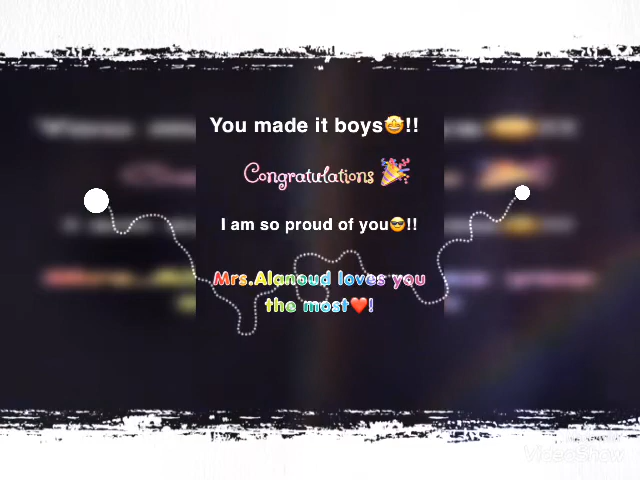 You made it boys🤩!!
Congratulations 🎉
I am so proud of you😎!!
Mrs.Alanoud loves you
the most❤️!
VideoShow